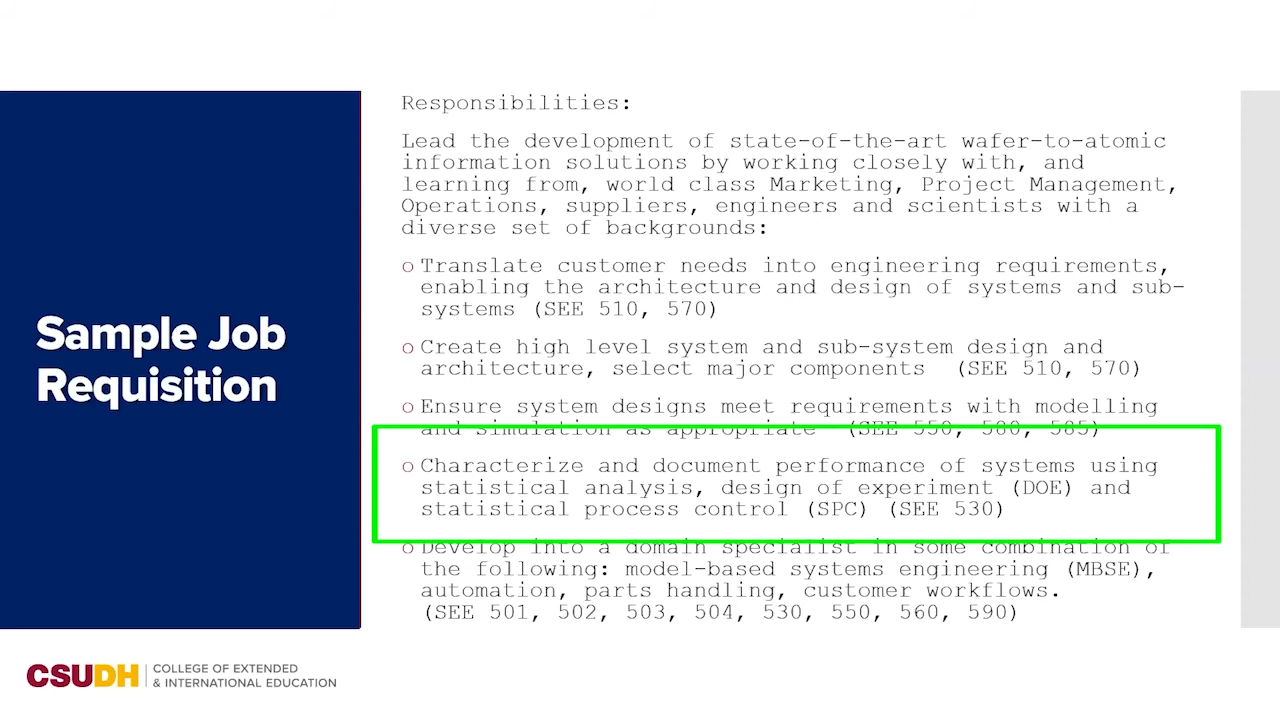 Sample Job
Requisition
Responsibilities:
Lead the development of state-of-the-art wafer-to-atomic
information solutions by working closely with, and
learning from, world class Marketing, Project Management,
Operations, suppliers, engineers and scientists with a
diverse set of backgrounds:
o Translate customer needs into engineering requirements,
enabling the architecture and design of systems and sub-
systems (SEE 510, 570)
o Create high level system and sub-system design and
architecture, select major components (SEE 510, 570)
o Ensure system designs meet requirements with modelling
and simulation as appropriate (SEE 550, 580, 585)
o Characterize and document performance of systems using
statistical analysis, design of experiment (DOE) and
statistical process control (SPC) (SEE 530)
o Develop into a domain specialist in some combination of
the following: model-based systems engineering (MBSE),
automation, parts handling, customer workflows.
(SEE 501, 502, 503, 504, 530, 550, 560, 590)
CSUDH
COLLEGE OF EXTENDED
& INTERNATIONAL EDUCATION